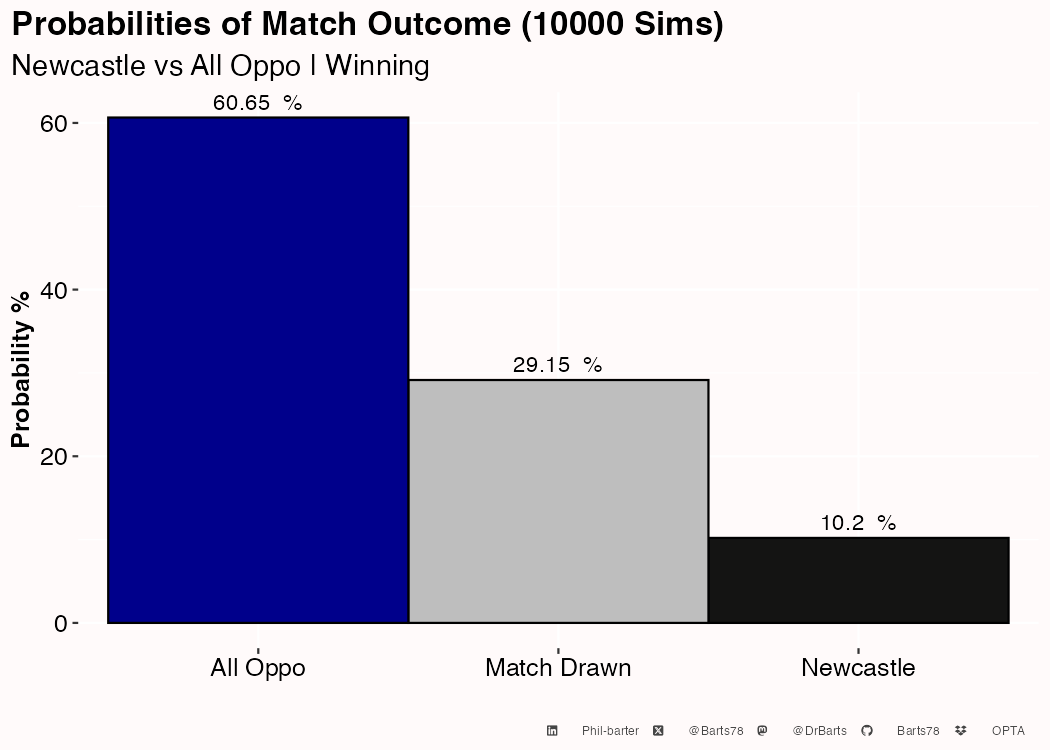 Probabilities of Match Outcome (10000 Sims)
Newcastle vs All Oppo | Winning
60.65 %
60
40
29.15 %
Probability %
20
10.2 %
0
All Oppo Match Drawn Newcastle
Phil-barter @Barts78 @DrBarts Barts78 OPTA